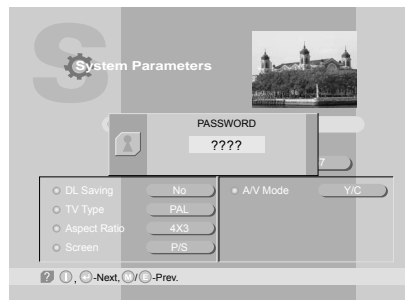 System Parameters
PASSWORD
????
7
DL Saving No A/V Mode Y/C
TV Type PAL
Aspect Ratio 4X3
Screen P/S
? , -Next, M/E-Prev.